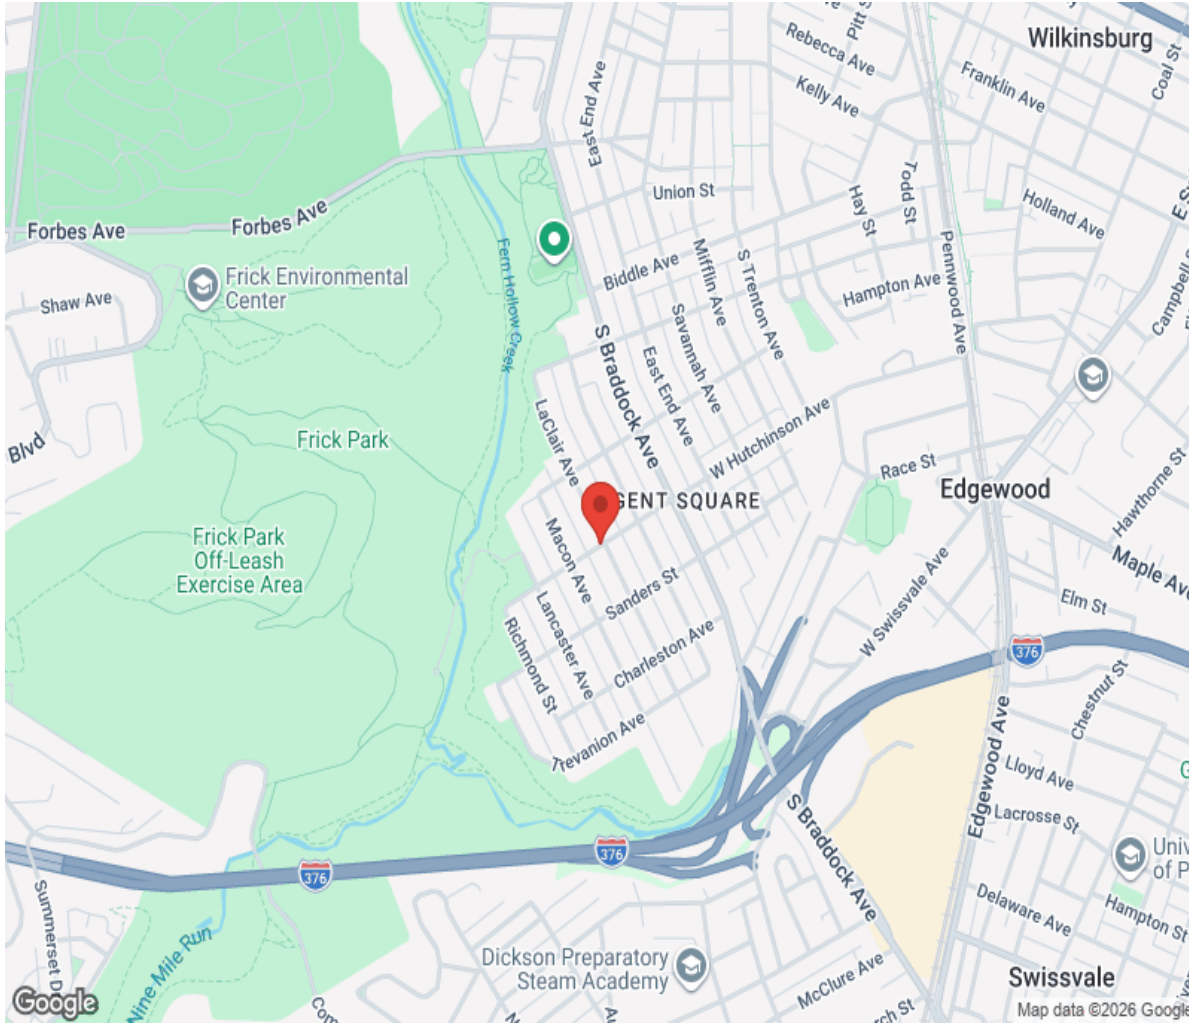 Wilkinsburg
Pitt S
Rebecca Ave
Kelly Ave
Franklin Ave
Coal St
East End Ave
Union St
Hay St
Todd St
Holland Ave
E S
Forbes Ave
Forbes Ave
Fern Hollow Creek
Biddle Ave
Mifflin Ave
S Trenton Ave
Hampton Ave
Pennwood Ave
Campbell S
Frick Environmental
Center
Shaw Ave
S Braddock Ave
East End Ave
Savannah Ave
LaClair Ave
Frick Park
Blvd
W Hutchinson Ave
Race St
Edgewood
Hawthorne St
GENT SQUARE
Frick Park
Off-Leash
Exercise Area
Macon Ave
Sanders St
Lancaster Ave
Richmond St
Charleston Ave
W Swissvale Ave
Maple Ave
Elm St
376
Chestnut St
Trevanion Ave
Edgewood Ave
Lloyd Ave
G
Lacrosse St
S Braddock Ave
376
376
Univ
of P
Summerset D
Nine Mile Run
Delaware Ave
Hampton St
Dickson Preparatory
Steam Academy
McClure Ave
Swissvale
Com
rch St
Google
Map data ©2026 Google